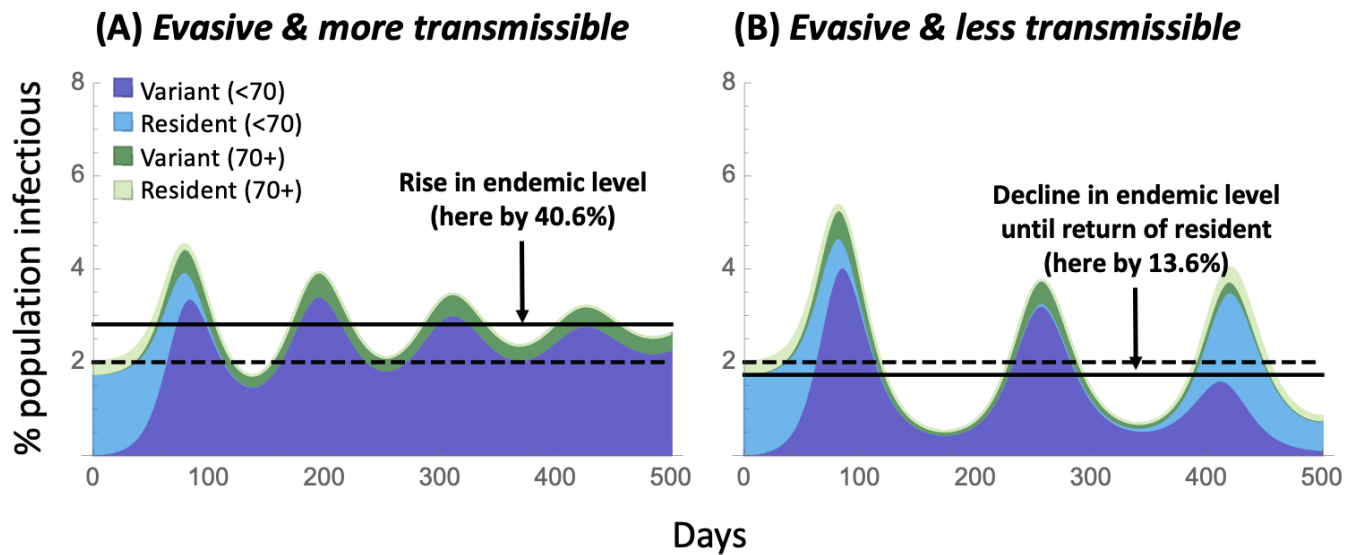 (A) Evasive & more transmissible
(B) Evasive & less transmissible
% population infectious
8
6
4
2
Variant (<70)
Resident (<70)
Variant (70+)
Resident (70+)
Rise in endemic level
(here by 40.6%)
0
100
200
300
400
500
8
6
4
2
Decline in endemic level
until return of resident
(here by 13.6%)
0
100
200
300
400
500
Days